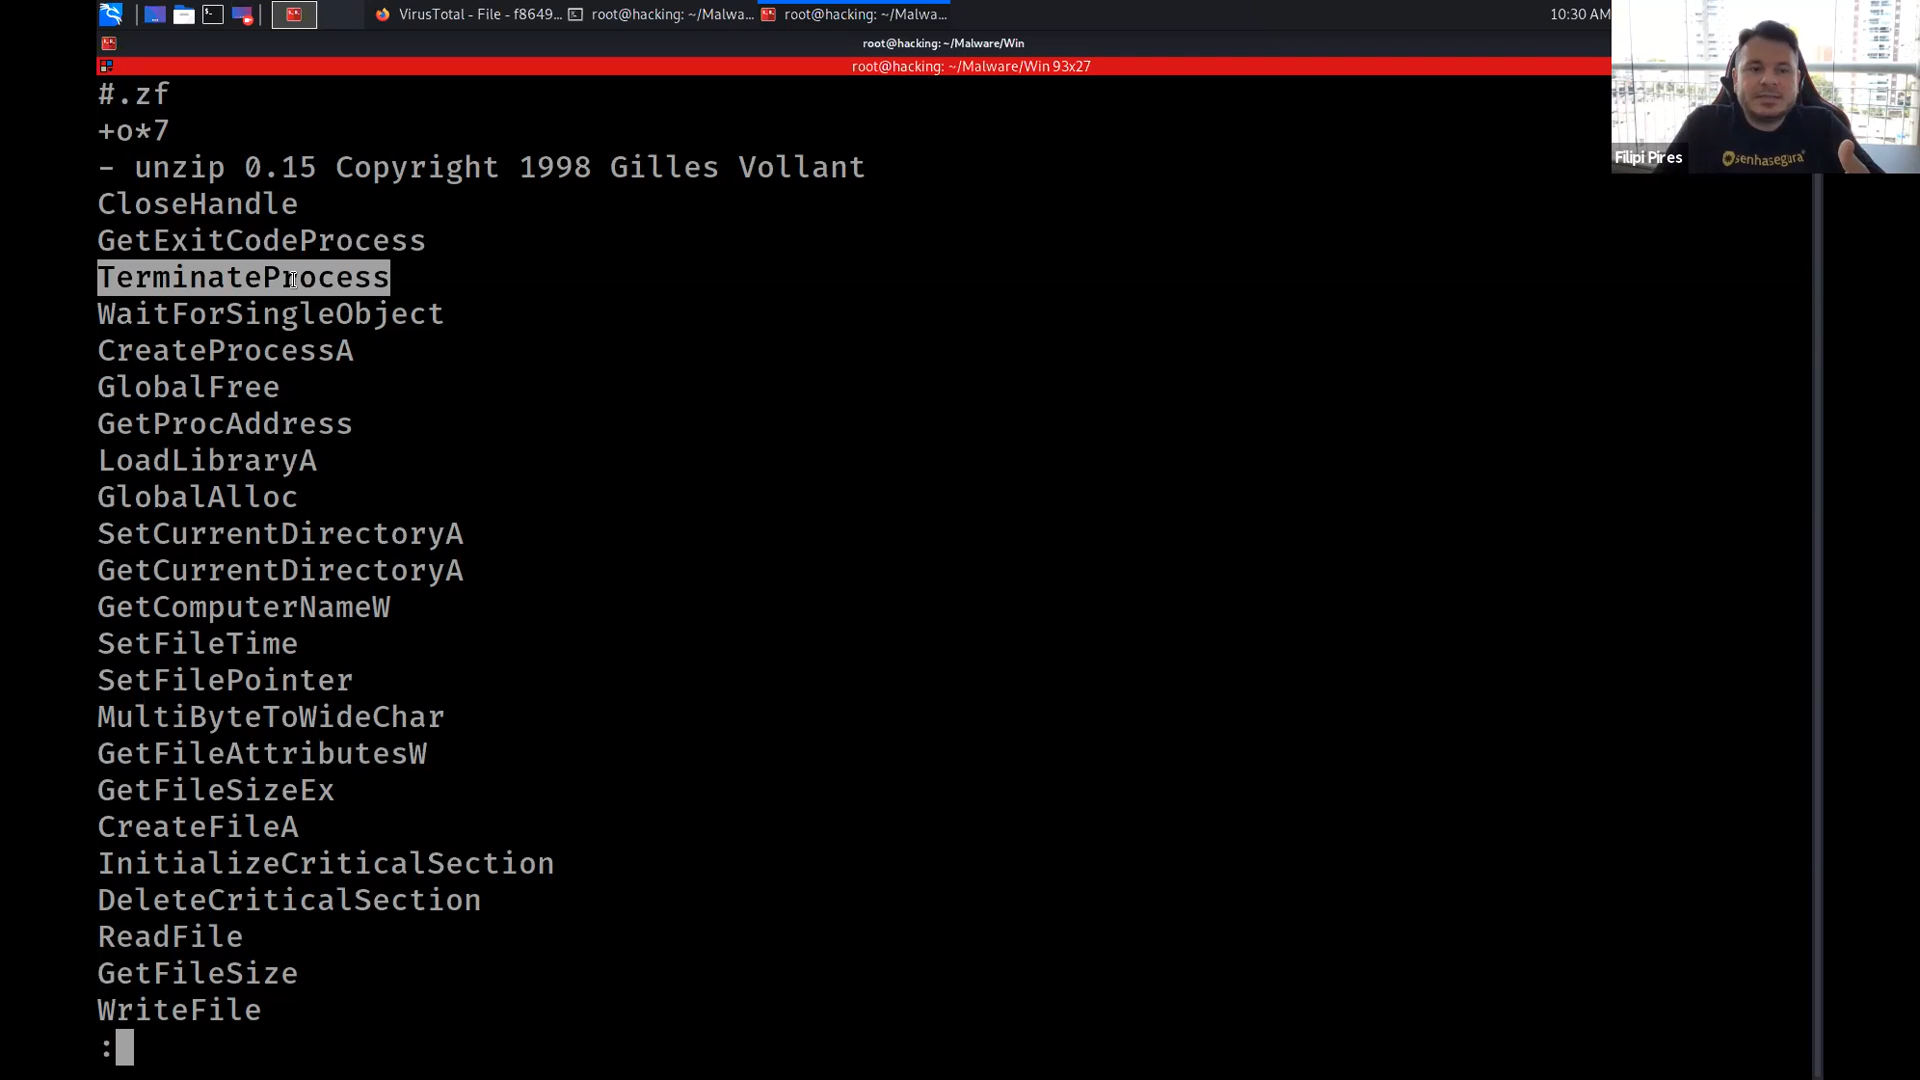 VirusTotal - File - f8649...
root@hacking: ~/Malwa...
root@hacking: ~/Malwa...
10:30 AM
root@hacking: ~/Malware/Win
root@hacking: ~/Malware/Win 93x27
#.zf
+o*7
- unzip 0.15 Copyright 1998 Gilles Vollant
CloseHandle
GetExitCodeProcess
TerminateProcess
WaitForSingleObject
CreateProcessA
GlobalFree
GetProcAddress
LoadLibraryA
GlobalAlloc
SetCurrentDirectoryA
GetCurrentDirectoryA
GetComputerNameW
SetFileTime
SetFilePointer
MultiByteToWideChar
GetFileAttributesW
GetFileSizeEx
CreateFileA
InitializeCriticalSection
DeleteCriticalSection
ReadFile
GetFileSize
WriteFile
:
Filipi Pires
senhasegura